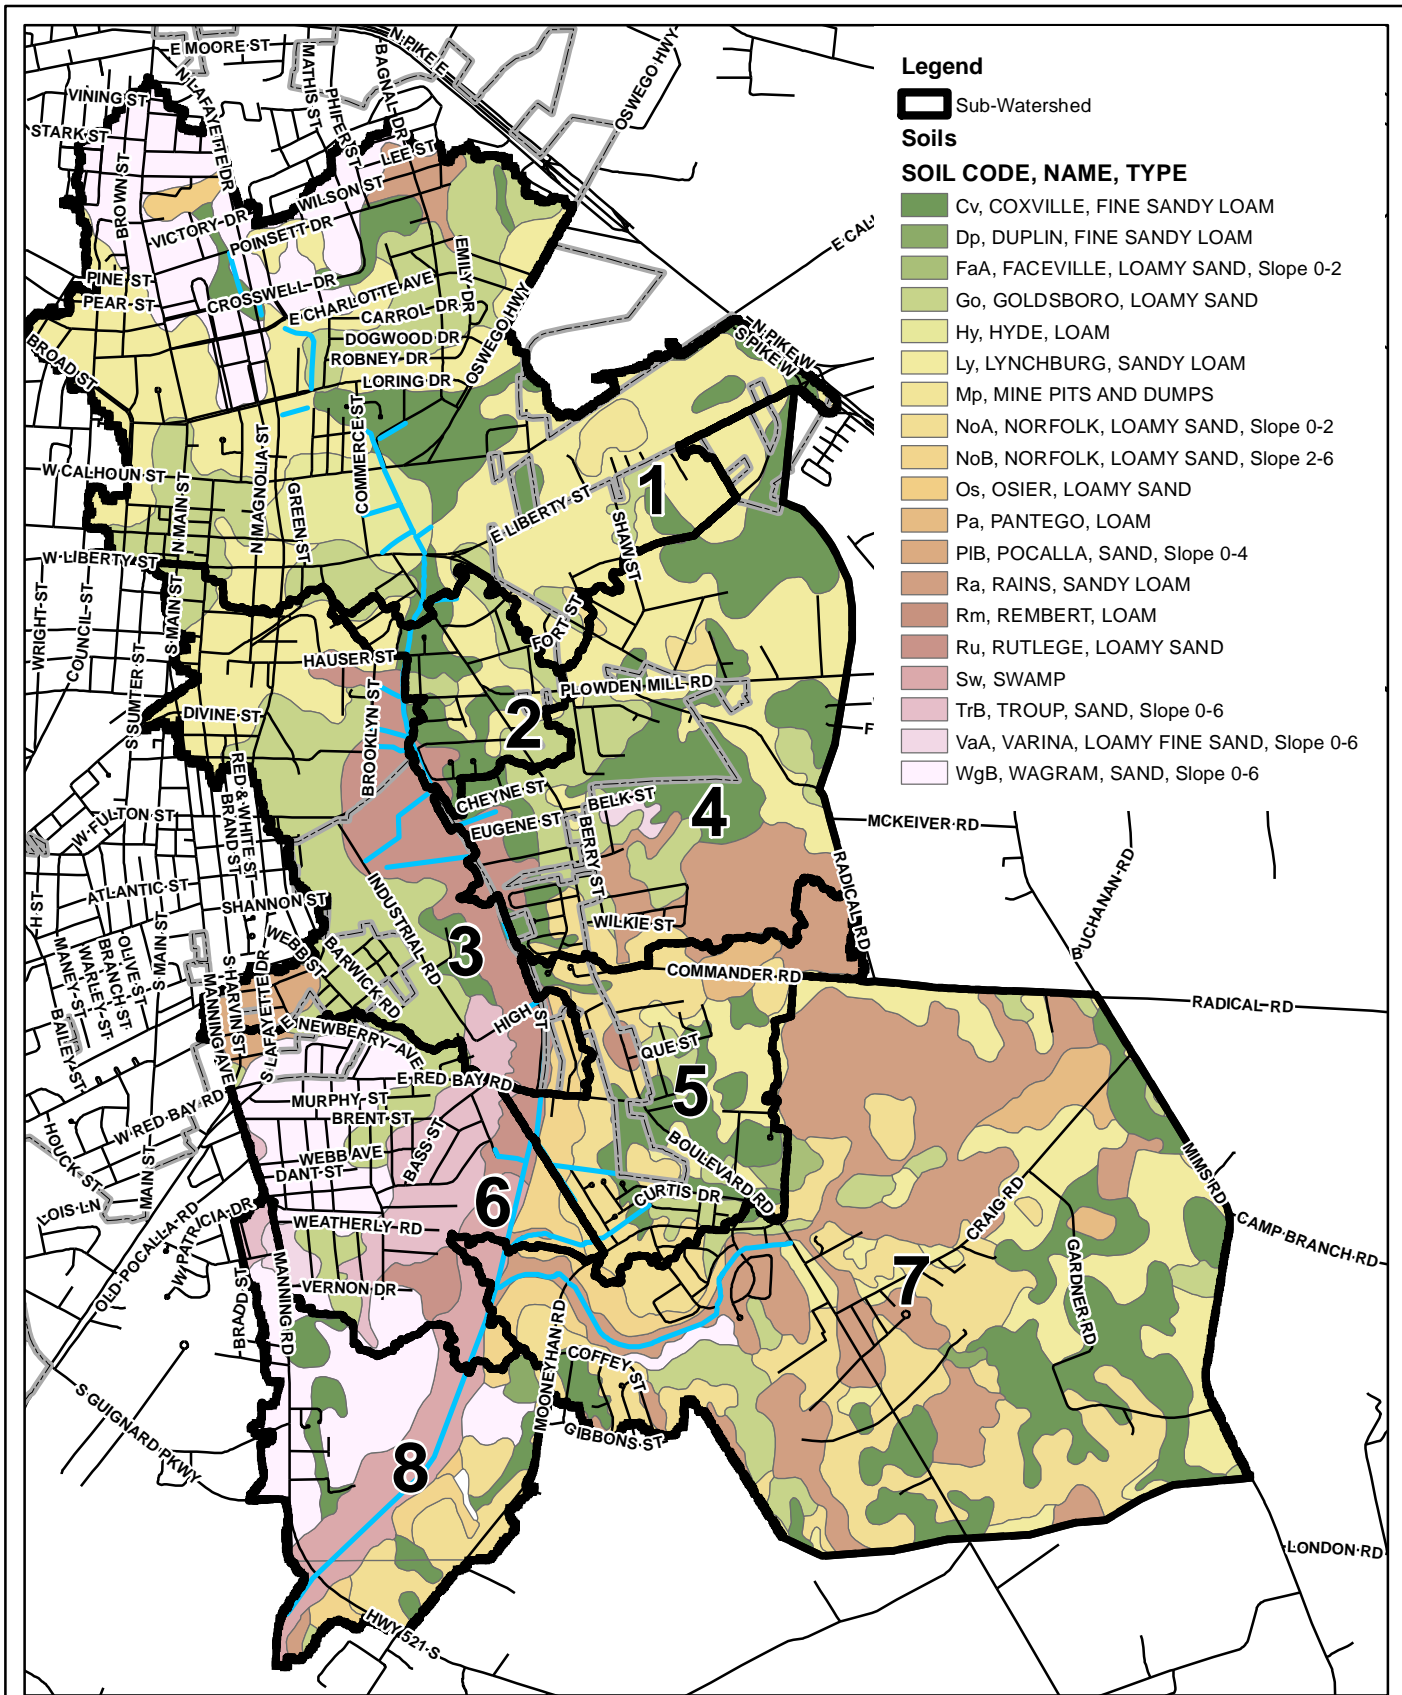 Legend
Sub-Watershed
Soils
SOIL CODE, NAME, TYPE
Cv, COXVILLE, FINE SANDY LOAM
Dp, DUPLIN, FINE SANDY LOAM
FaA, FACEVILLE, LOAMY SAND, Slope 0-2
Go, GOLDSBORO, LOAMY SAND
Hy, HYDE, LOAM
Ly, LYNCHBURG, SANDY LOAM
Mp, MINE PITS AND DUMPS
NoA, NORFOLK, LOAMY SAND, Slope 0-2
NoB, NORFOLK, LOAMY SAND, Slope 2-6
Os, OSIER, LOAMY SAND
Pa, PANTEGO, LOAM
PlB, POCALLA, SAND, Slope 0-4
Ra, RAINS, SANDY LOAM
Rm, REMBERT, LOAM
Ru, RUTLEGE, LOAMY SAND
Sw, SWAMP
TrB, TROUP, SAND, Slope 0-6
VaA, VARINA, LOAMY FINE SAND, Slope 0-6
WgB, WAGRAM, SAND, Slope 0-6
E MOORE ST
N PIKE E
OSWEGO HWY
MATHIS ST
BAGNAL DR
PHIFER ST
N LAFAYETTE DR
VINING ST
STARK ST
LEE ST
BROWN ST
WILSON ST
VICTORY DR
POINSETT DR
EMILY DR
E CAL
PINE ST
PEAR ST
CROSSWELL DR
E CHARLOTTE AVE
CARROL DR
DOGWOOD DR
ROBNEY DR
LORING DR
OSWEGO HWY
N PIKE W
S PIKE W
BROAD ST
COMMERCE ST
W CALHOUN ST
N MAIN ST
N MAGNOLIA ST
GREEN ST
1
E LIBERTY ST
SHAW ST
W LIBERTY ST
WRIGHT ST
COUNCIL ST
S MAIN ST
FORT ST
HAUSER ST
PLOWDEN MILL RD
S SUMTER ST
DIVINE ST
BROOKLYN ST
2
F
RED & WHITE ST
BRAND ST
CHEYNE ST
BELK ST
4
W FULTON ST
EUGENE ST
BERRY ST
MCKEIVER RD
RADICAL RD
BUCHANAN RD
H ST
ATLANTIC ST
SHANNON ST
INDUSTRIAL RD
WILKIE ST
MANEY ST
WARLEY ST
BRANCH ST
OLIVE ST
S MAIN ST
WEBB ST
BARWICK RD
3
COMMANDER RD
BAILEY ST
S HARVIN ST
MANNING AVE
S LAFAYETTE DR
E NEWBERRY AVE
HIGH ST
RADICAL RD
QUE ST
E RED BAY RD
5
W RED BAY RD
MURPHY ST
BRENT ST
HOUCK ST
MAIN ST
WEBB AVE
DANT ST
BASS ST
BOULEVARD RD
MIMS RD
LOIS LN
OLD POCALLA RD
W PATRICIA DR
6
CURTIS DR
CRAIG RD
WEATHERLY RD
CAMP BRANCH RD
GARDNER RD
7
BRADD ST
MANNING RD
VERNON DR
MOONEYHAN RD
COFFEY ST
S GUIGNARD PKWY
GIBBONS ST
8
LONDON RD
HWY 521 S